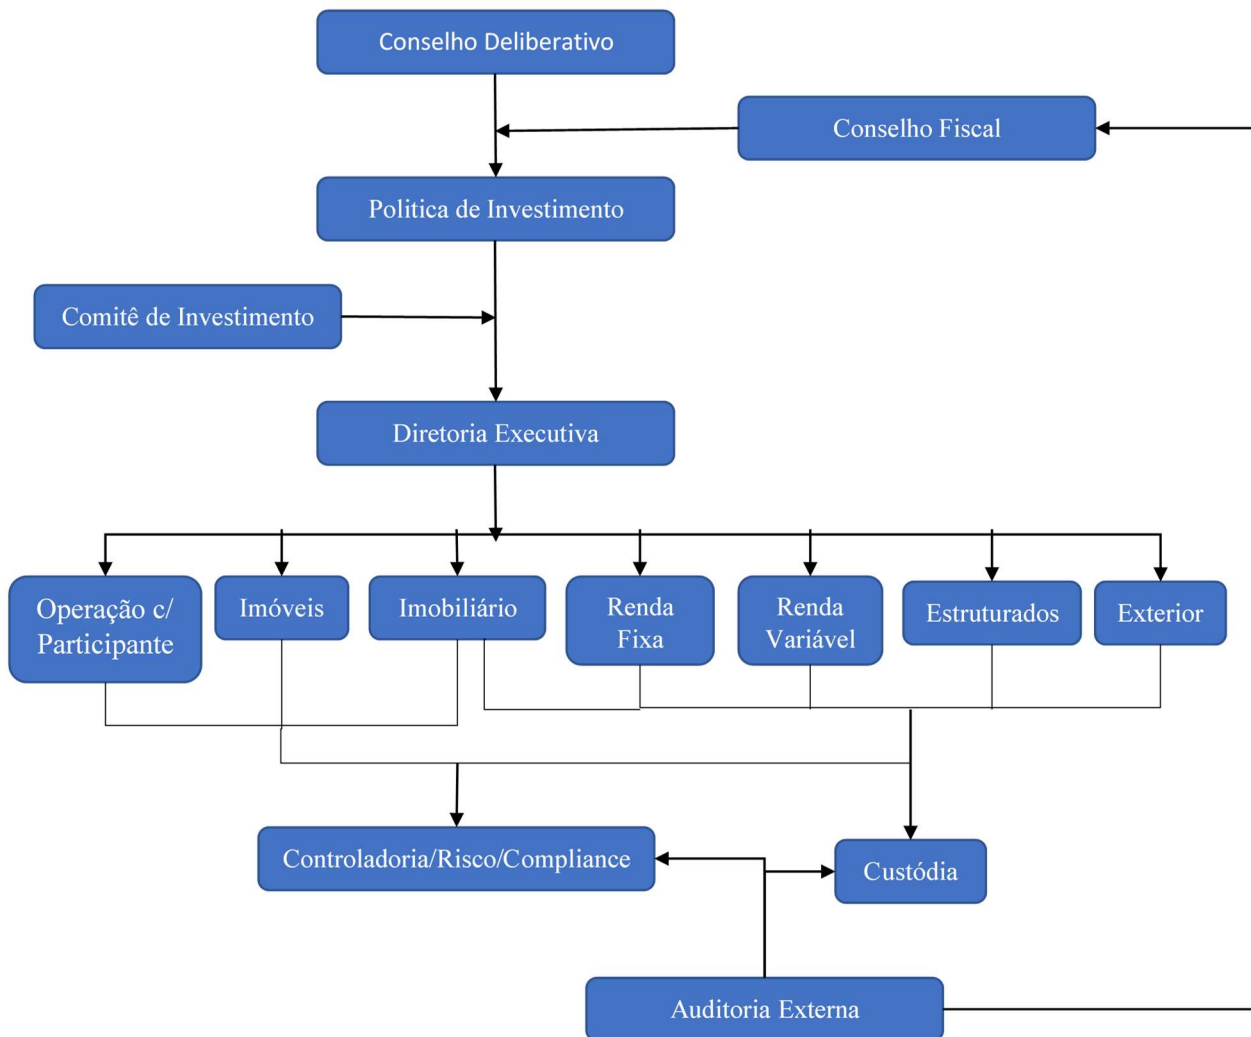 Conselho Deliberativo
Conselho Fiscal
Politica de Investimento
Comitê de Investimento
Diretoria Executiva
Operação c/
Participante
Imóveis
Imobiliário
Renda
Fixa
Renda
Variável
Estruturados
Exterior
Controladoria/Risco/Compliance
Custódia
Auditoria Externa